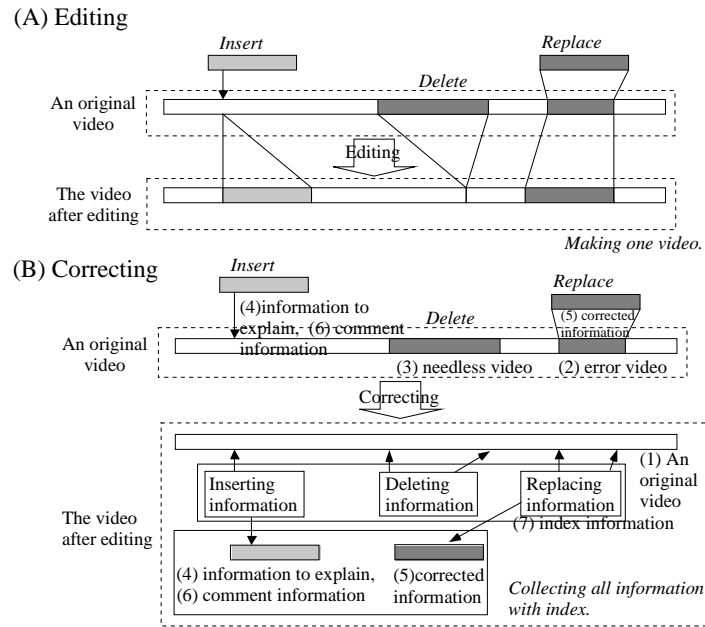 (A) Editing
Insert
Replace
Delete
An original
video
Editing
The video
after editing
Making one video.
(B) Correcting
Insert
Replace
(4)information to
explain, (6) comment
information
(5) corrected
information
Delete
An original
video
(3) needless video
(2) error video
Correcting
(1) An
original
video
Inserting
information
Deleting
information
Replacing
information
(7) index information
The video
after editing
(4) information to explain,
(6) comment information
(5)corrected
information
Collecting all information
with index.